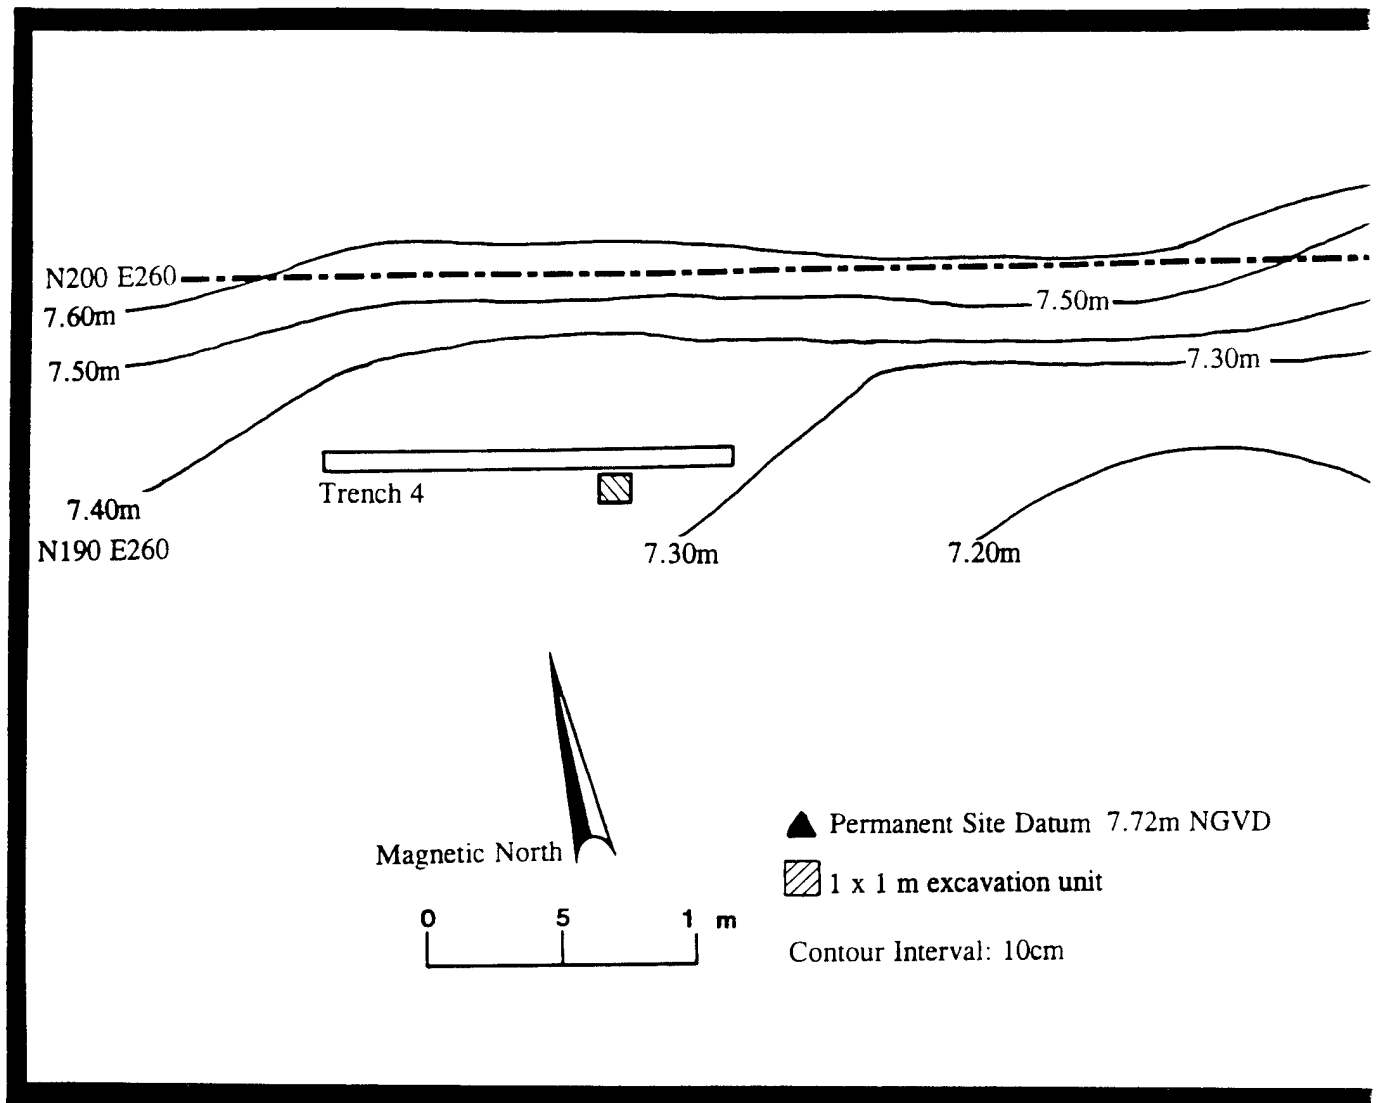 N200 E260
7.60m
7.50m
7.50m
7.30m
Trench 4
7.40m
N190 E260
7.30m
7.20m
Magnetic North
Permanent Site Datum 7.72m NGVD
1 x 1 m excavation unit
0 5 1 m
Contour Interval: 10cm